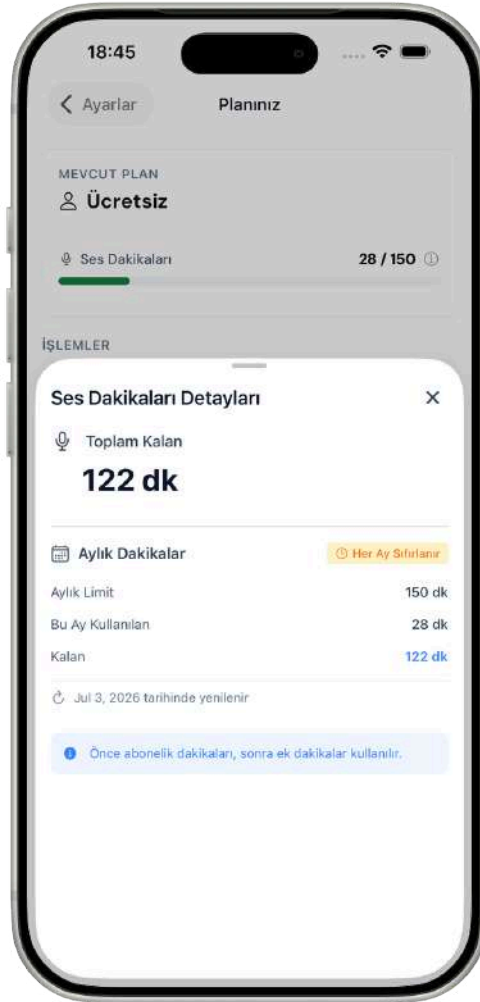 18:45
Ayarlar
Planınız
MEVCUT PLAN
Ücretsiz
Ses Dakikaları
28 / 150
İŞLEMLER
Ses Dakikaları Detayları
Toplam Kalan
122 dk
Aylık Dakikalar
Her Ay Sıfırlanır
Aylık Limit
150 dk
Bu Ay Kullanılan
28 dk
Kalan
122 dk
Jul 3, 2026 tarihinde yenilenir
Önce abonelik dakikaları, sonra ek dakikalar kullanılır.